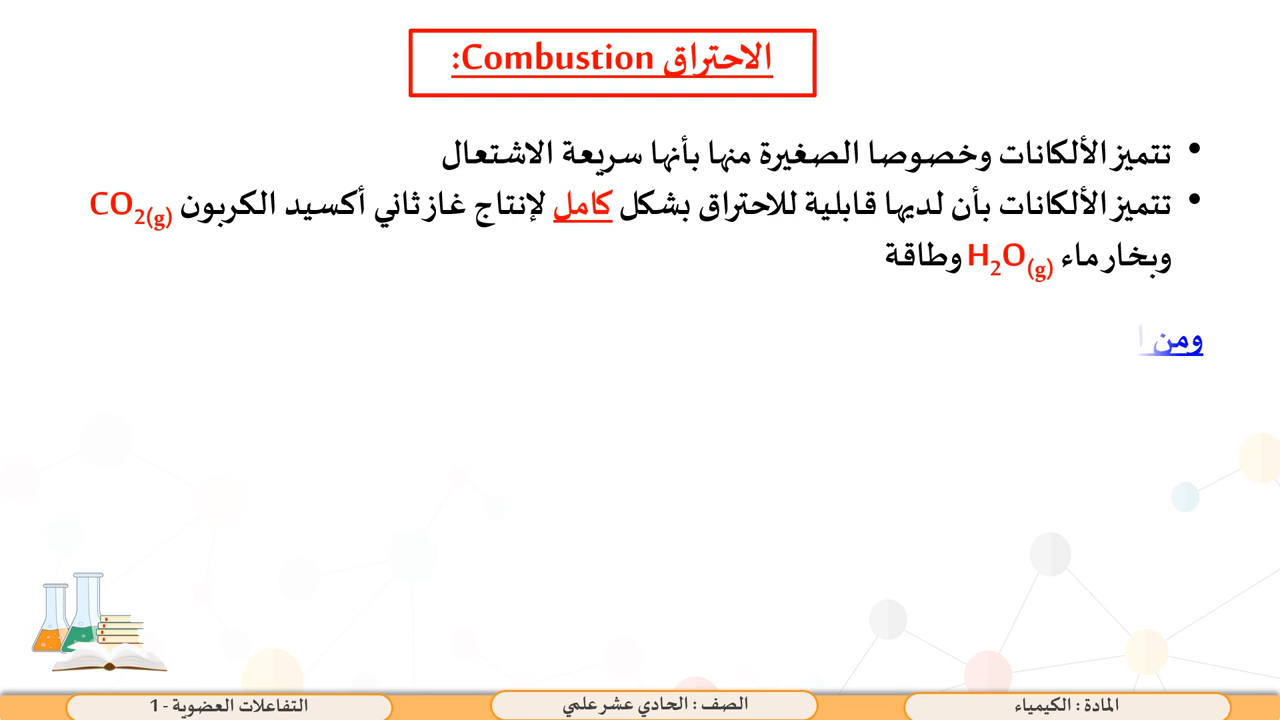 الاحتراق Combustion:
• تتميز الألكانات وخصوصا الصغيرة منها بأنها سريعة الاشتعال
• تتميز الألكانات بأن لديها قابلية للاحتراق بشكل كامل لإنتاج غاز ثاني أكسيد الكربون CO2(g)
وبخار ماء H2O(g) وطاقة
ومن
المادة : الكيمياء
الصف : الحادي عشر علمي
التفاعلات العضوية - 1